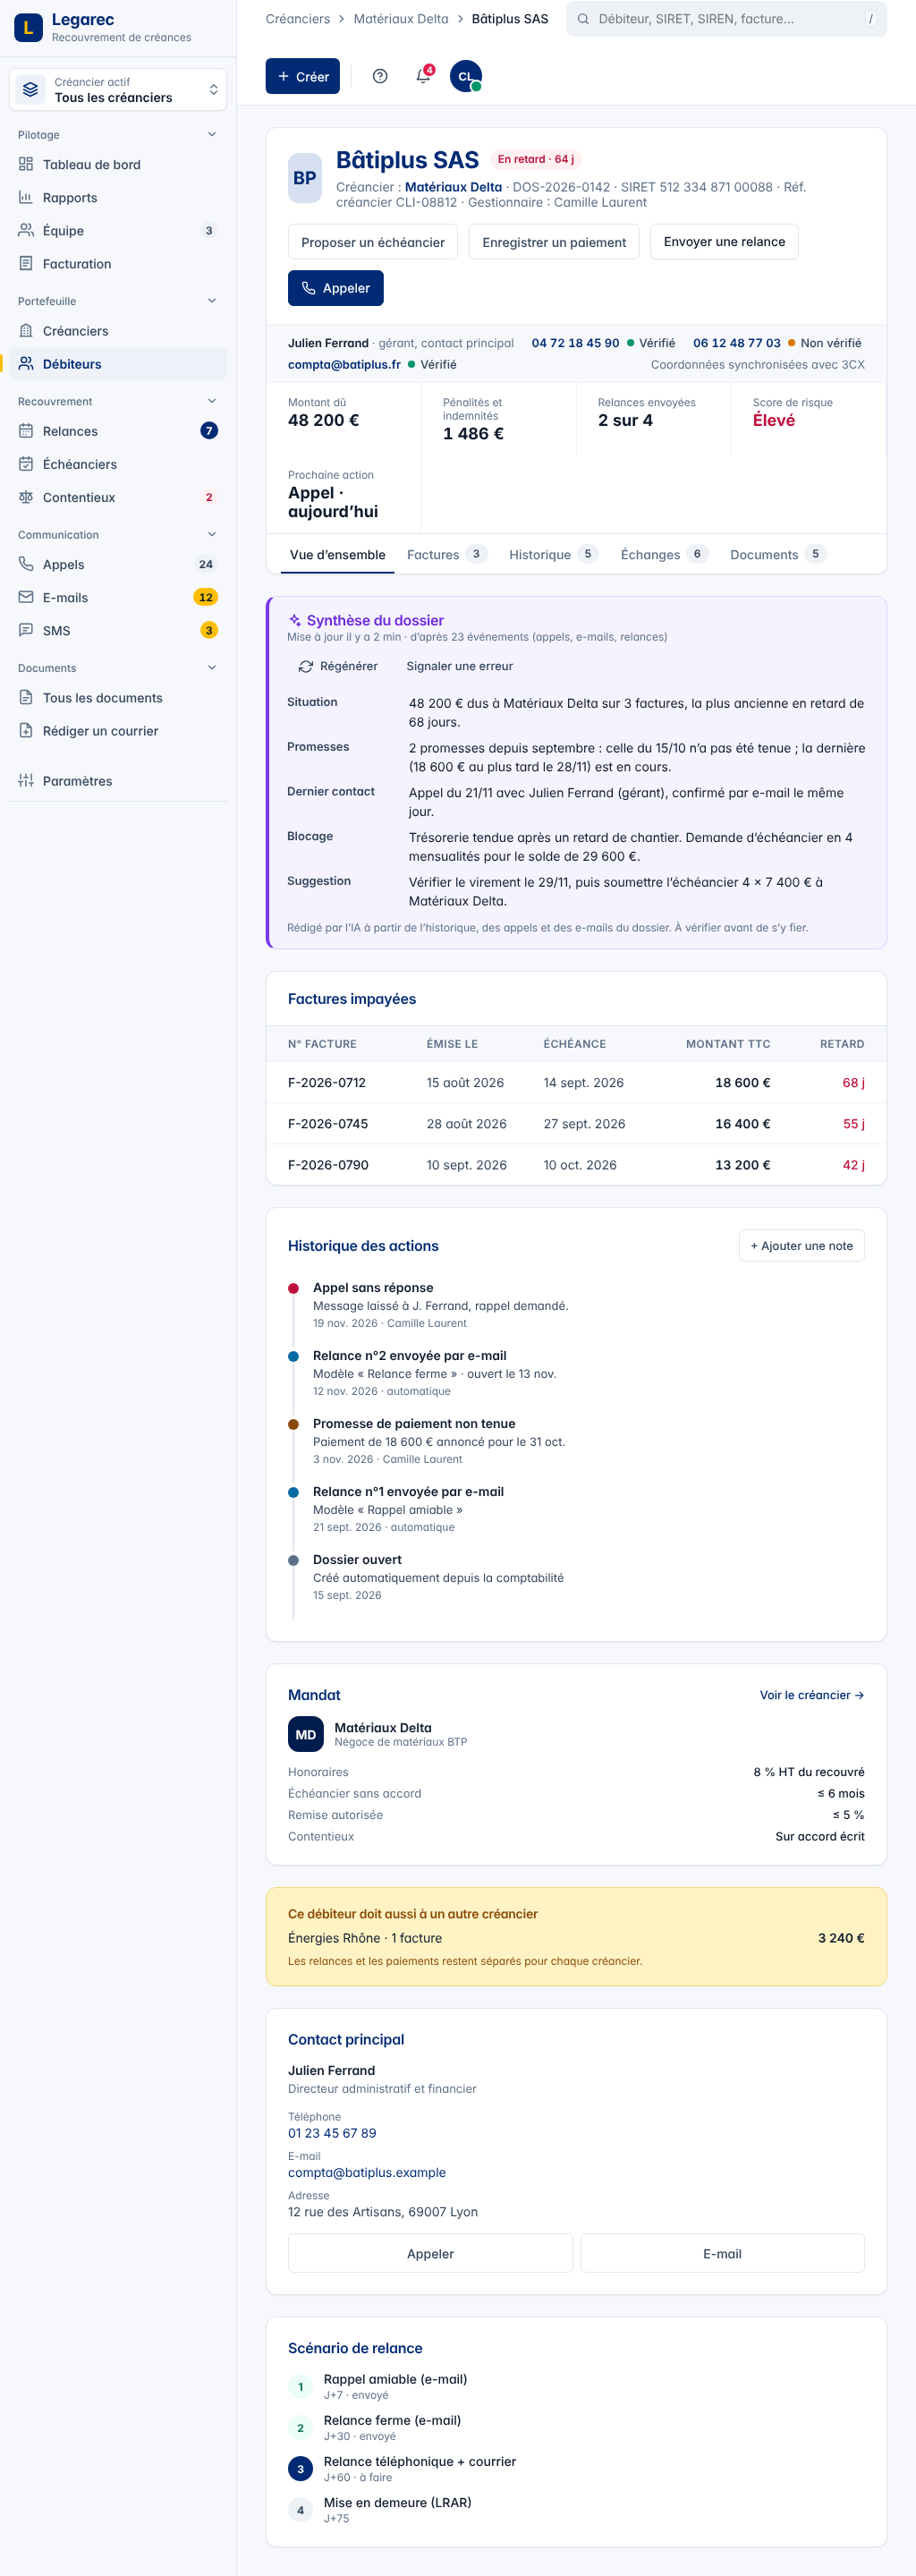 L
Legarec
Recouvrement de créances
Créancier actif
Tous les créanciers
Pilotage
Tableau de bord
Rapports
Équipe 3
Facturation
Portefeuille
Créanciers
Débiteurs
Recouvrement
Relances 7
Échéanciers
Contentieux 2
Communication
Appels 24
E-mails 12
SMS 3
Documents
Tous les documents
Rédiger un courrier
Paramètres
Créanciers > Matériaux Delta > Bâtiplus SAS
Débiteur, SIRET, SIREN, facture... /
+ Créer
4
CL
BP
Bâtiplus SAS En retard · 64 j
Créancier : Matériaux Delta · DOS-2026-0142 · SIRET 512 334 871 00088 · Réf.
créancier CLI-08812 · Gestionnaire : Camille Laurent
Proposer un échéancier Enregistrer un paiement Envoyer une relance
Appeler
Julien Ferrand · gérant, contact principal 04 72 18 45 90 Vérifié 06 12 48 77 03 Non vérifié
compta@batiplus.fr Vérifié Coordonnées synchronisées avec 3CX
Montant dû
48 200 €
Pénalités et
indemnités
1 486 €
Relances envoyées
2 sur 4
Score de risque
Élevé
Prochaine action
Appel ·
aujourd’hui
Vue d’ensemble Factures 3 Historique 5 Échanges 6 Documents 5
Synthèse du dossier
Mise à jour il y a 2 min · d’après 23 événements (appels, e-mails, relances)
Régénérer Signaler une erreur
Situation 48 200 € dus à Matériaux Delta sur 3 factures, la plus ancienne en retard de
68 jours.
Promesses 2 promesses depuis septembre : celle du 15/10 n’a pas été tenue ; la dernière
(18 600 € au plus tard le 28/11) est en cours.
Dernier contact Appel du 21/11 avec Julien Ferrand (gérant), confirmé par e-mail le même
jour.
Blocage Trésorerie tendue après un retard de chantier. Demande d’échéancier en 4
mensualités pour le solde de 29 600 €.
Suggestion Vérifier le virement le 29/11, puis soumettre l’échéancier 4 × 7 400 € à
Matériaux Delta.
Rédigé par l’IA à partir de l’historique, des appels et des e-mails du dossier. À vérifier avant de s’y fier.
Factures impayées
N° FACTURE ÉMISE LE ÉCHÉANCE MONTANT TTC RETARD
F-2026-0712 15 août 2026 14 sept. 2026 18 600 € 68 j
F-2026-0745 28 août 2026 27 sept. 2026 16 400 € 55 j
F-2026-0790 10 sept. 2026 10 oct. 2026 13 200 € 42 j
Historique des actions + Ajouter une note
Appel sans réponse
Message laissé à J. Ferrand, rappel demandé.
19 nov. 2026 · Camille Laurent
Relance n°2 envoyée par e-mail
Modèle « Relance ferme » · ouvert le 13 nov.
12 nov. 2026 · automatique
Promesse de paiement non tenue
Paiement de 18 600 € annoncé pour le 31 oct.
3 nov. 2026 · Camille Laurent
Relance n°1 envoyée par e-mail
Modèle « Rappel amiable »
21 sept. 2026 · automatique
Dossier ouvert
Créé automatiquement depuis la comptabilité
15 sept. 2026
Mandat Voir le créancier →
MD
Matériaux Delta
Négoce de matériaux BTP
Honoraires 8 % HT du recouvré
Échéancier sans accord ≤ 6 mois
Remise autorisée ≤ 5 %
Contentieux Sur accord écrit
Ce débiteur doit aussi à un autre créancier
Énergies Rhône · 1 facture 3 240 €
Les relances et les paiements restent séparés pour chaque créancier.
Contact principal
Julien Ferrand
Directeur administratif et financier
Téléphone
01 23 45 67 89
E-mail
compta@batiplus.example
Adresse
12 rue des Artisans, 69007 Lyon
Appeler E-mail
Scénario de relance
1 Rappel amiable (e-mail)
J+7 · envoyé
2 Relance ferme (e-mail)
J+30 · envoyé
3 Relance téléphonique + courrier
J+60 · à faire
4 Mise en demeure (LRAR)
J+75